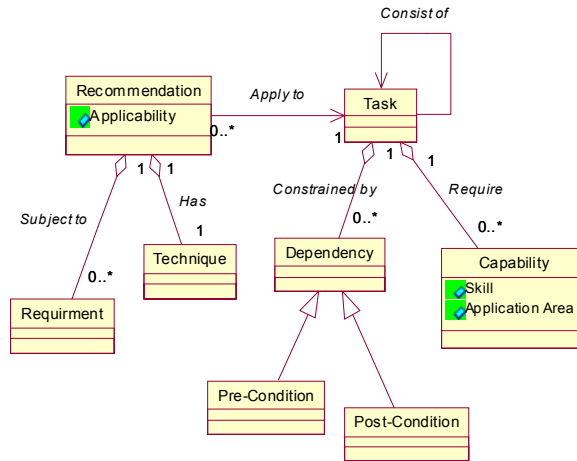 Consist of
Recommendation
Applicability
Apply to
0..*
Task
1
1
1
1
1
Subject to
Has
1
0..*
Constrained by
0..*
Require
0..*
Requirment
Technique
Dependency
Capability
Skill
Application Area
Pre-Condition
Post-Condition